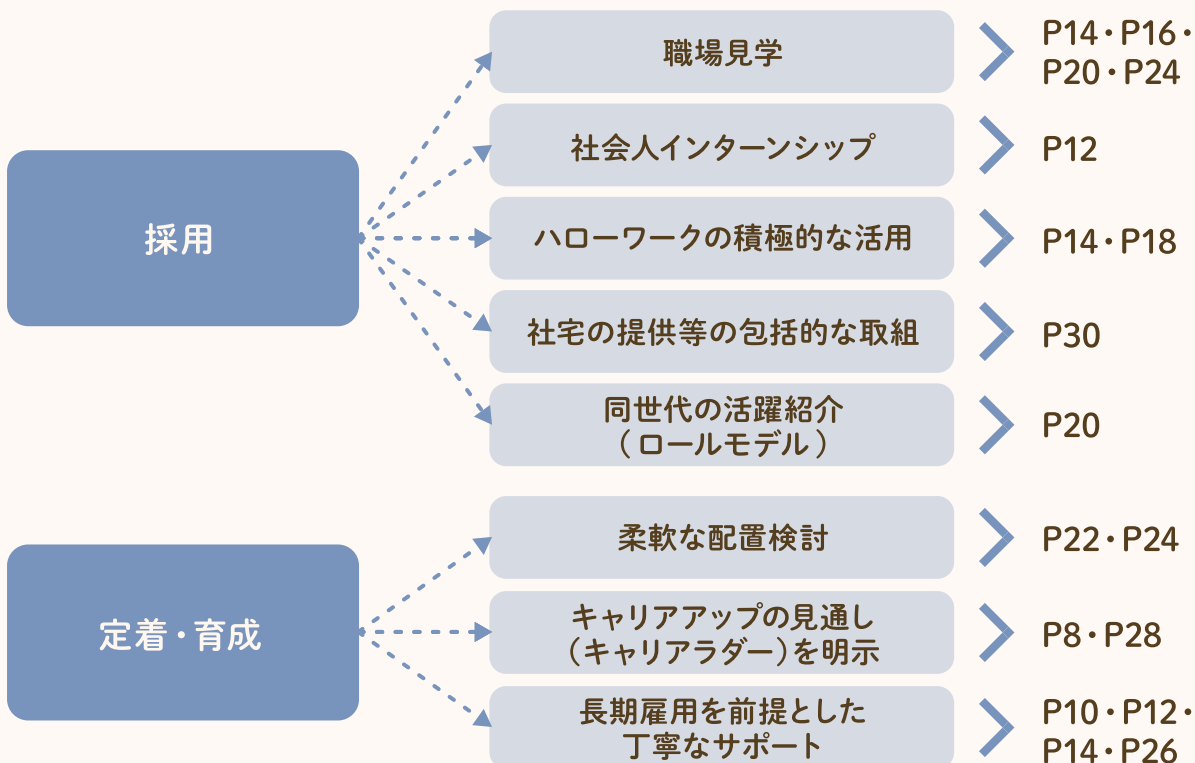 採用
職場見学
P14・P16・
P20・P24
社会人インターンシップ
P12
ハローワークの積極的な活用
P14・P18
社宅の提供等の包括的な取組
P30
同世代の活躍紹介
(ロールモデル)
P20
定着・育成
柔軟な配置検討
P22・P24
キャリアアップの見通し
(キャリアラダー)を明示
P8・P28
長期雇用を前提とした
丁寧なサポート
P10・P12・
P14・P26